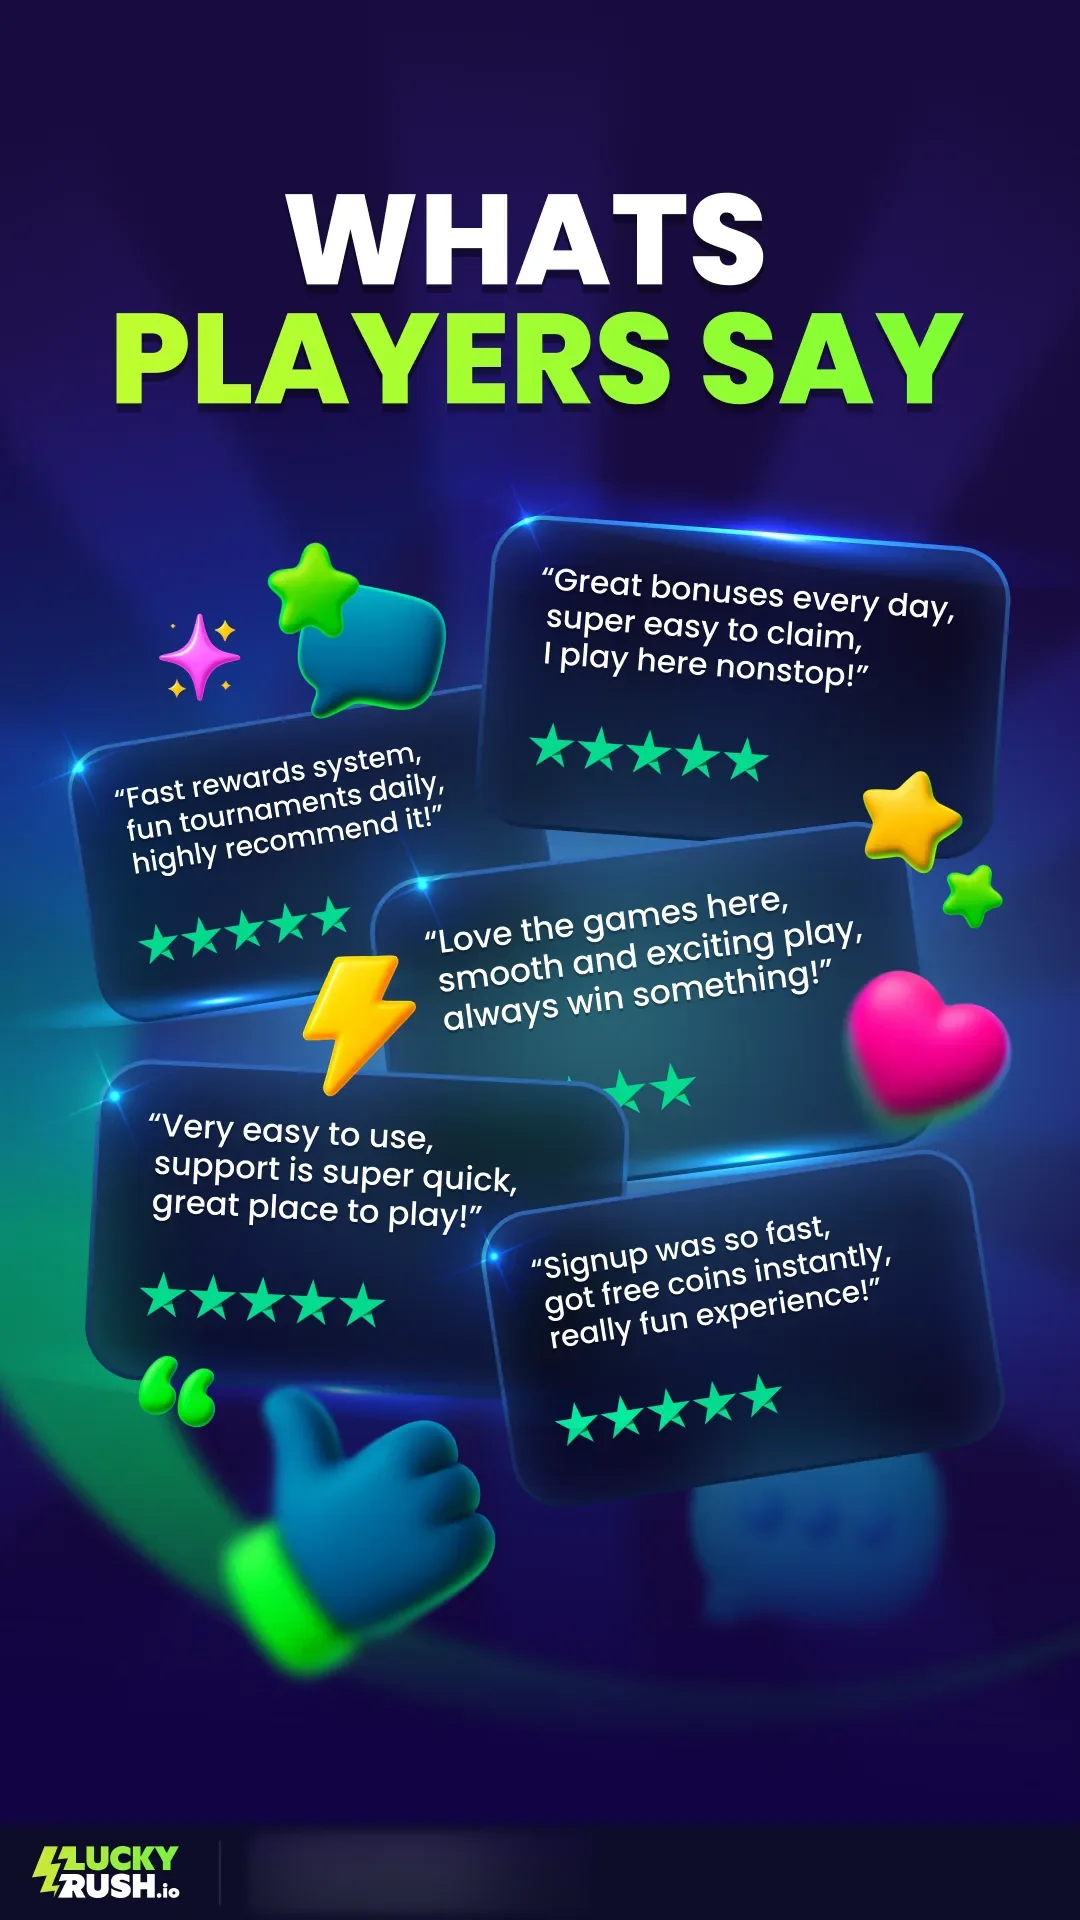 WHATS
PLAYERS SAY
“Great bonuses every day,
super easy to claim,
I play here nonstop!”
“Fast rewards system,
fun tournaments daily,
highly recommend it!”
“Love the games here,
smooth and exciting play,
always win something!”
“Very easy to use,
support is super quick,
great place to play!”
“Signup was so fast,
got free coins instantly,
really fun experience!”
LUCKY
RUSH.io